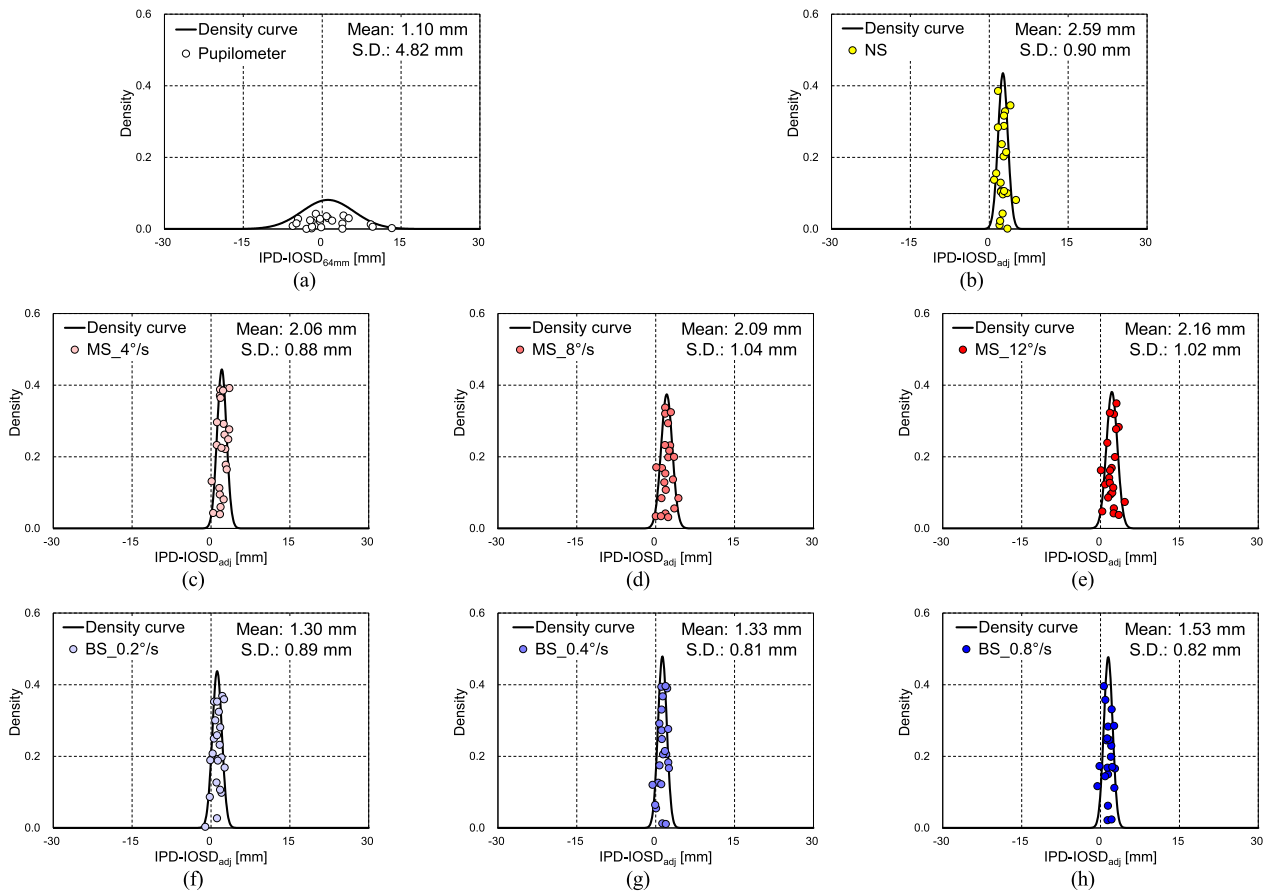 0.6
Density curve
Mean: 1.10 mm
Pupilometer
S.D.: 4.82 mm
0.4
Density
0.2
0.0
-30 -15 0 15 30
IPD-IOSD64mm [mm]
(a)
0.6
Density curve
Mean: 2.59 mm
NS
S.D.: 0.90 mm
0.4
Density
0.2
0.0
-30 -15 0 15 30
IPD-IOSDadj [mm]
(b)
0.6
Density curve
Mean: 2.06 mm
MS_4°/s
S.D.: 0.88 mm
0.4
Density
0.2
0.0
-30 -15 0 15 30
IPD-IOSDadj [mm]
(c)
0.6
Density curve
Mean: 2.09 mm
MS_8°/s
S.D.: 1.04 mm
0.4
Density
0.2
0.0
-30 -15 0 15 30
IPD-IOSDadj [mm]
(d)
0.6
Density curve
Mean: 2.16 mm
MS_12°/s
S.D.: 1.02 mm
0.4
Density
0.2
0.0
-30 -15 0 15 30
IPD-IOSDadj [mm]
(e)
0.6
Density curve
Mean: 1.30 mm
BS_0.2°/s
S.D.: 0.89 mm
0.4
Density
0.2
0.0
-30 -15 0 15 30
IPD-IOSDadj [mm]
(f)
0.6
Density curve
Mean: 1.33 mm
BS_0.4°/s
S.D.: 0.81 mm
0.4
Density
0.2
0.0
-30 -15 0 15 30
IPD-IOSDadj [mm]
(g)
0.6
Density curve
Mean: 1.53 mm
BS_0.8°/s
S.D.: 0.82 mm
0.4
Density
0.2
0.0
-30 -15 0 15 30
IPD-IOSDadj [mm]
(h)